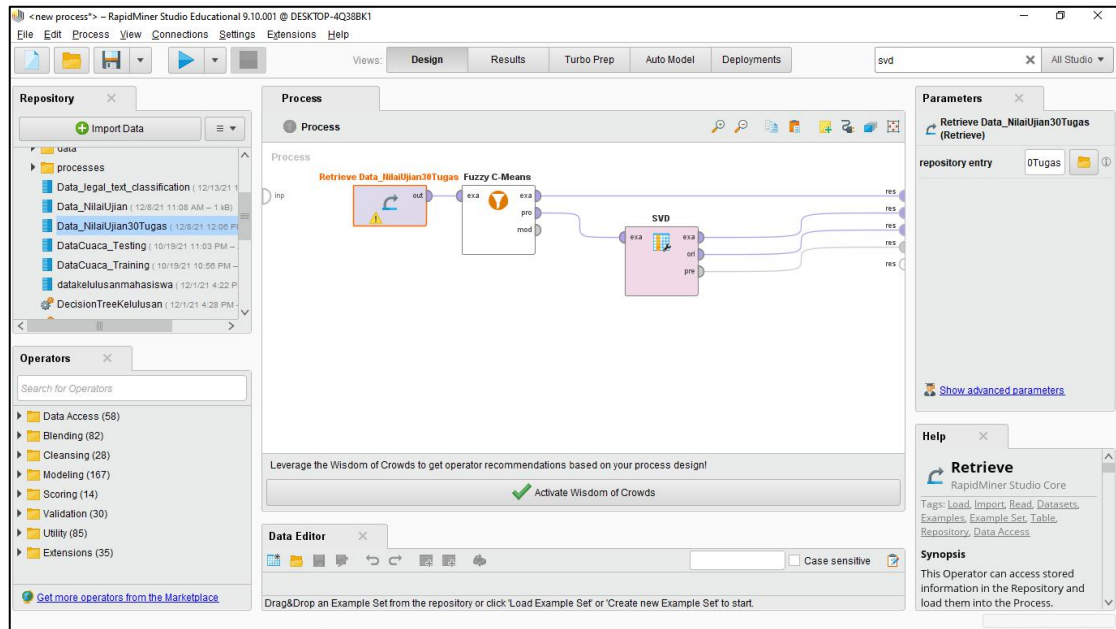 <new process*> – RapidMiner Studio Educational 9.10.001 @ DESKTOP-4Q38BK1
File Edit Process View Connections Settings Extensions Help
Views: Design Results Turbo Prep Auto Model Deployments
svd
All Studio
Repository
Import Data
data
processes
Data_legal_text_classification ( 12/13/21 1
Data_NilaiUjian ( 12/8/21 11:08 AM – 1 kB)
Data_NilaiUjian30Tugas ( 12/8/21 12:06 P
DataCuaca_Testing ( 10/19/21 11:03 PM –
DataCuaca_Training ( 10/19/21 10:56 PM –
datakelulusanmahasiswa ( 12/1/21 4:22 P
DecisionTreeKelulusan ( 12/1/21 4:28 PM -
Operators
Search for Operators
Data Access (58)
Blending (82)
Cleansing (28)
Modeling (167)
Scoring (14)
Validation (30)
Utility (85)
Extensions (35)
Get more operators from the Marketplace
Process
Process
Process
inp
Retrieve Data_NilaiUjian30Tugas
out
Fuzzy C-Means
exa exa
pro
mod
SVD
exa exa
ori
pre
res
res
res
res
res
Leverage the Wisdom of Crowds to get operator recommendations based on your process design!
Activate Wisdom of Crowds
Data Editor
Case sensitive
Drag&Drop an Example Set from the repository or click 'Load Example Set' or 'Create new Example Set' to start.
Parameters
Retrieve Data_NilaiUjian30Tugas
(Retrieve)
repository entry 0Tugas
Show advanced parameters
Help
Retrieve
RapidMiner Studio Core
Tags: Load, Import, Read, Datasets,
Examples, Example Set, Table,
Repository, Data Access
Synopsis
This Operator can access stored
information in the Repository and
load them into the Process.